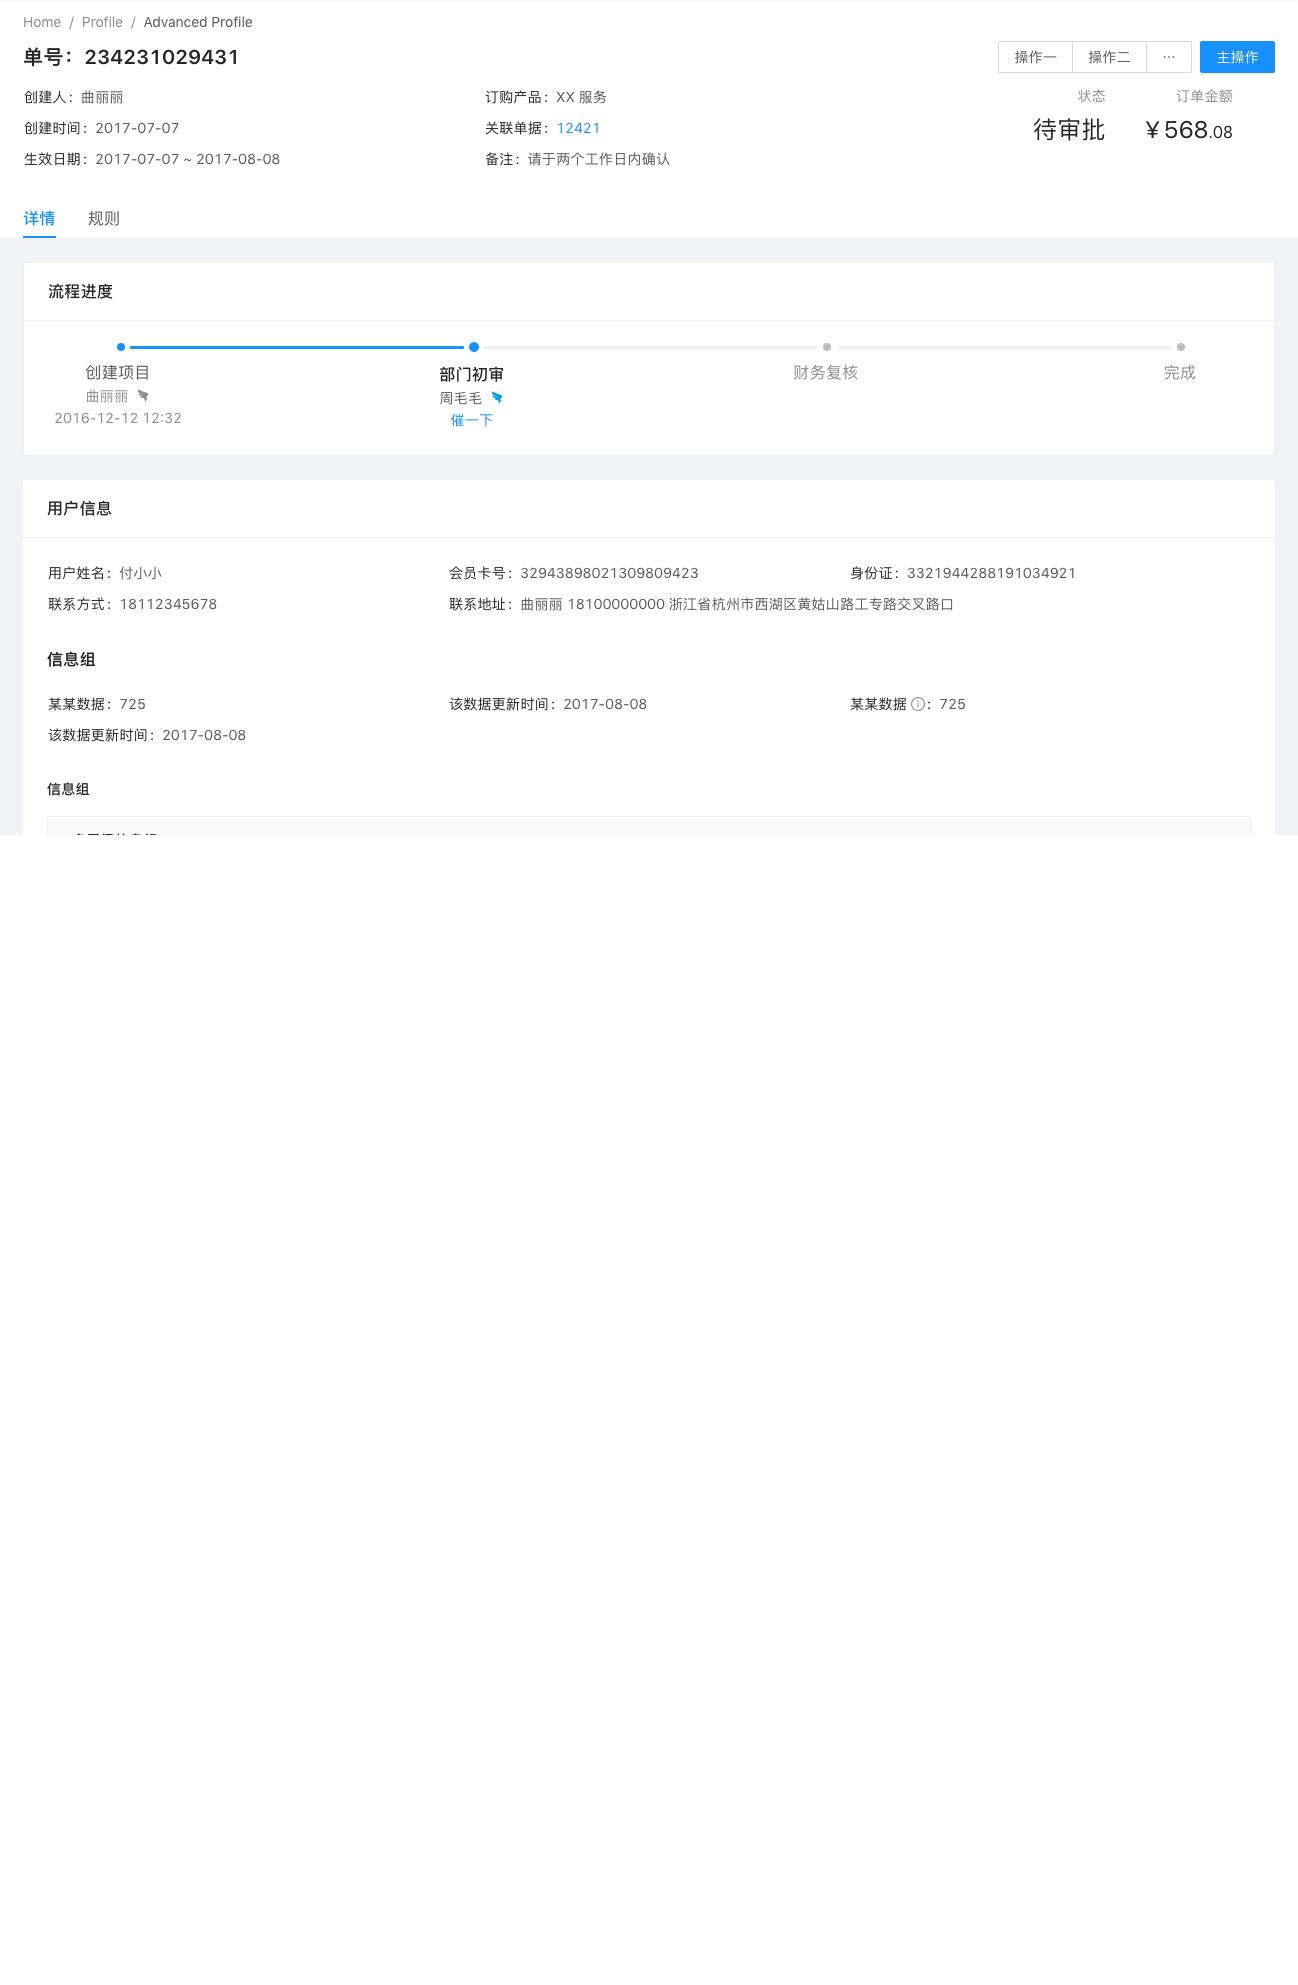 Home / Profile / Advanced Profile
单号：234231029431
操作一 操作二 ··· 主操作
创建人：曲丽丽
订购产品：XX 服务
状态
订单金额
创建时间：2017-07-07
关联单据：12421
待审批
￥568.08
生效日期：2017-07-07 ~ 2017-08-08
备注：请于两个工作日内确认
详情 规则
流程进度
创建项目
曲丽丽
2016-12-12 12:32
部门初审
周毛毛
催一下
财务复核
完成
用户信息
用户姓名：付小小
会员卡号：32943898021309809423
身份证：3321944288191034921
联系方式：18112345678
联系地址：曲丽丽 18100000000 浙江省杭州市西湖区黄姑山路工专路交叉路口
信息组
某某数据：725
该数据更新时间：2017-08-08
某某数据：725
该数据更新时间：2017-08-08
信息组